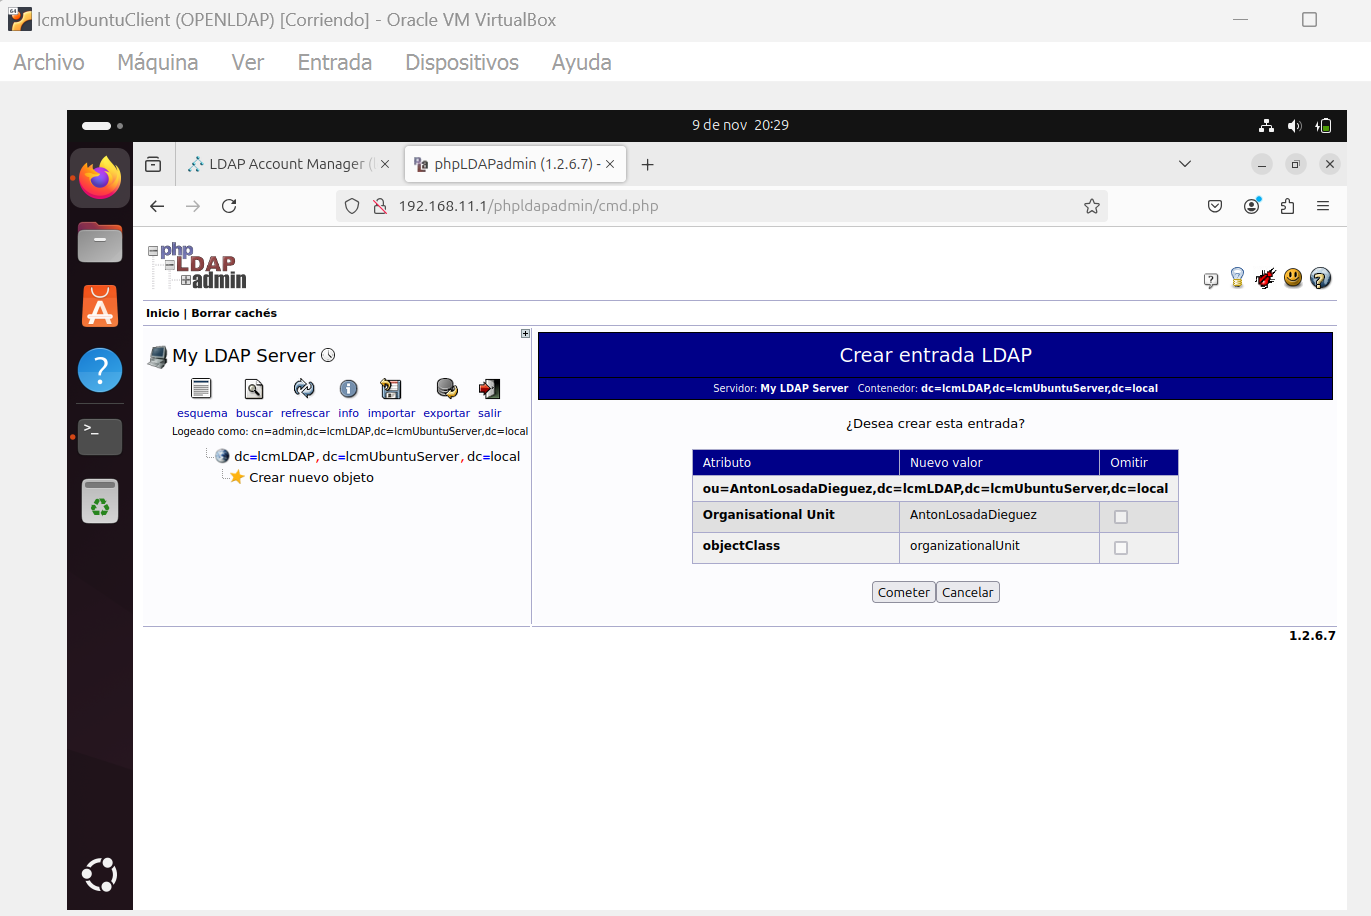 lcmUbuntuClient (OPENLDAP) [Corriendo] - Oracle VM VirtualBox
Archivo Máquina Ver Entrada Dispositivos Ayuda
9 de nov 20:29
LDAP Account Manager (
phpLDAPadmin (1.2.6.7) -
192.168.11.1/phpldapadmin/cmd.php
php
LDAP
admin
Inicio | Borrar cachés
My LDAP Server
esquema buscar refrescar info importar exportar salir
Logeado como: cn=admin,dc=lcmLDAP,dc=lcmUbuntuServer,dc=local
dc=lcmLDAP,dc=lcmUbuntuServer,dc=local
Crear nuevo objeto
Crear entrada LDAP
Servidor: My LDAP Server Contenedor: dc=lcmLDAP,dc=lcmUbuntuServer,dc=local
¿Desea crear esta entrada?
Atributo Nuevo valor Omitir
ou=AntonLosadaDieguez,dc=lcmLDAP,dc=lcmUbuntuServer,dc=local
Organisational Unit AntonLosadaDieguez
objectClass organizationalUnit
Cometer Cancelar
1.2.6.7